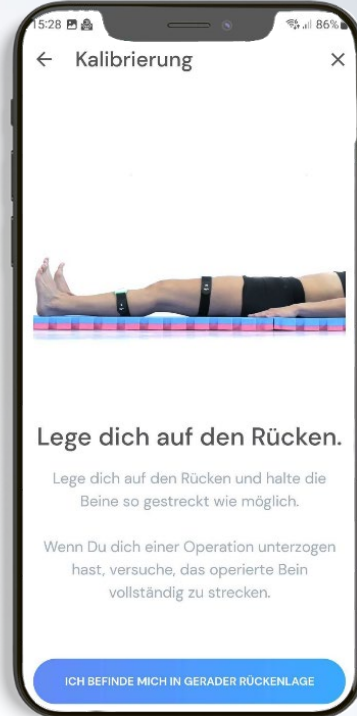 15:28 86%
Kalibrierung
Lege dich auf den Rücken.
Lege dich auf den Rücken und halte die
Beine so gestreckt wie möglich.
Wenn Du dich einer Operation unterzogen
hast, versuche, das operierte Bein
vollständig zu strecken.
ICH BEFINDE MICH IN GERADER RÜCKENLAGE